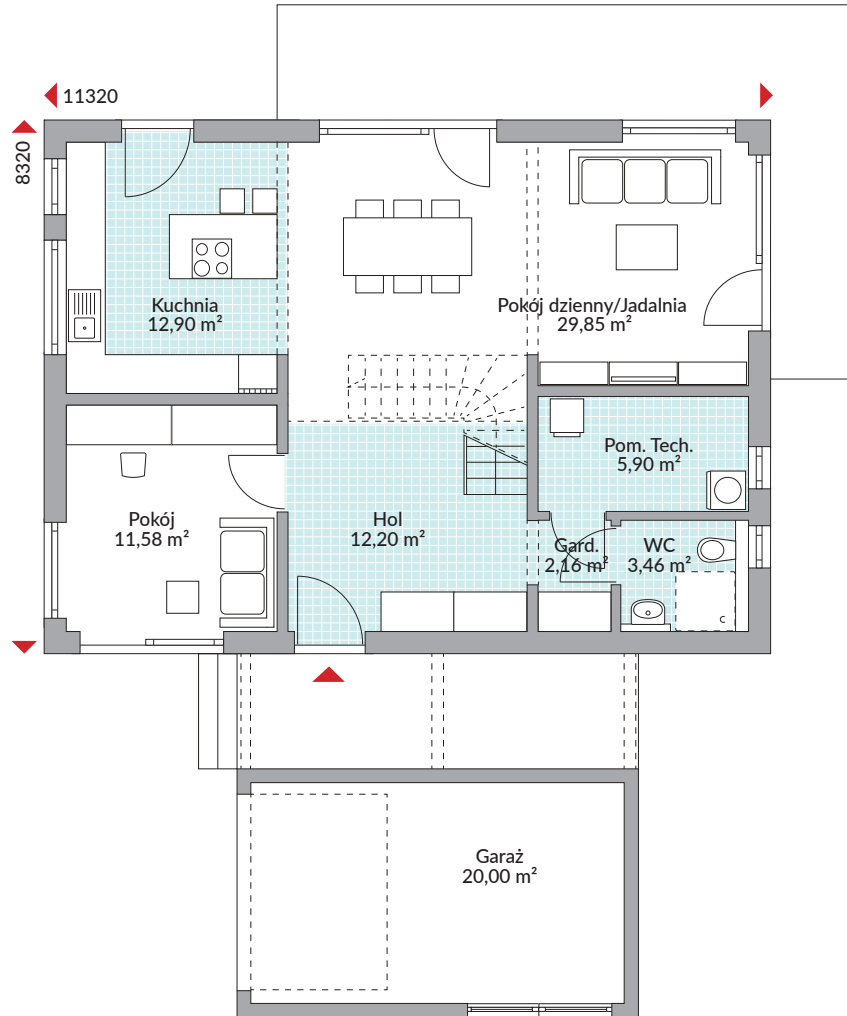 11320
8320
Kuchnia
12,90 m²
Pokój dzienny/Jadalnia
29,85 m²
Pom. Tech.
5,90 m²
Pokój
11,58 m²
Hol
12,20 m²
Gard.
2,16 m²
WC
3,46 m²
Garaż
20,00 m²